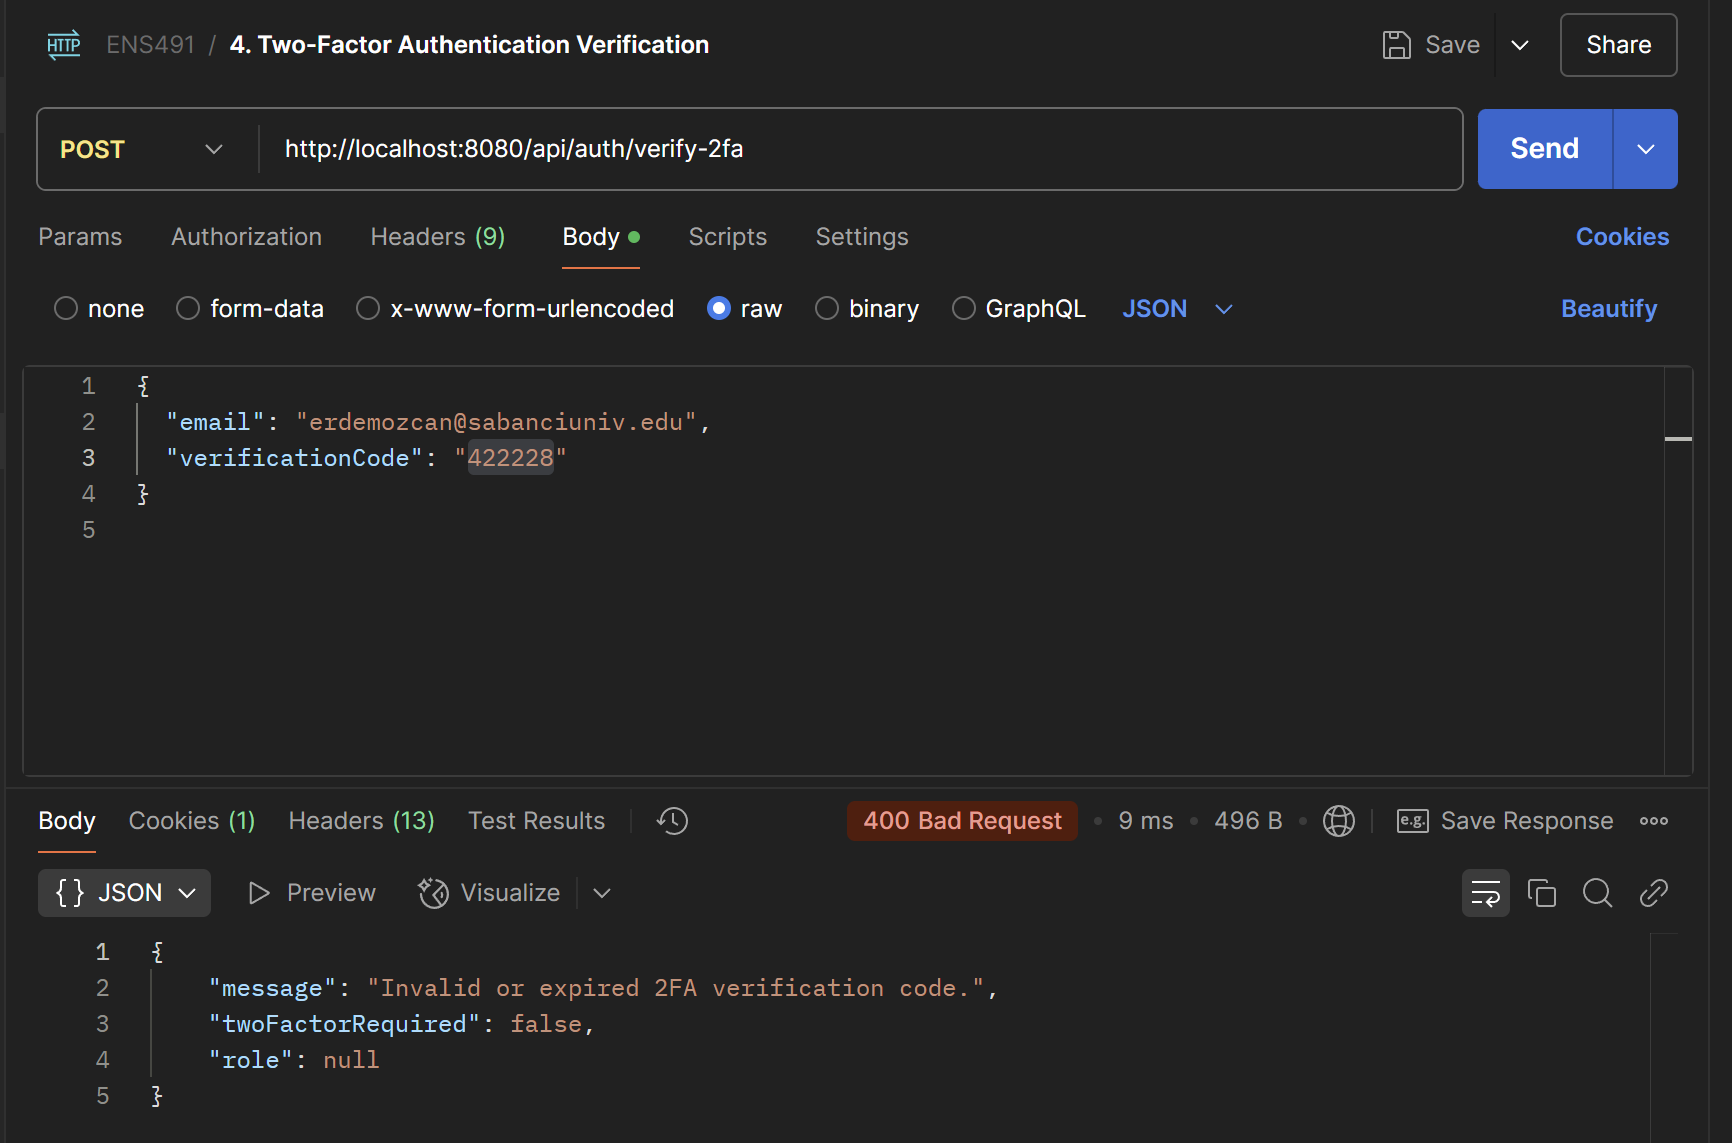 HTTP ENS491 / 4. Two-Factor Authentication Verification Save Share
POST http://localhost:8080/api/auth/verify-2fa Send
Params Authorization Headers (9) Body Scripts Settings Cookies
none form-data x-www-form-urlencoded raw binary GraphQL JSON Beautify
1 {
2 "email": "erdemozcan@sabanciuniv.edu",
3 "verificationCode": "422228"
4 }
5
Body Cookies (1) Headers (13) Test Results 400 Bad Request • 9 ms • 496 B • e.g. Save Response
{} JSON Preview Visualize
1 {
2 "message": "Invalid or expired 2FA verification code.",
3 "twoFactorRequired": false,
4 "role": null
5 }